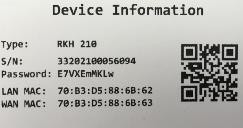 Device Information
Type: RKH 210
S/N: 33202100056094
Password: E7VXEmMKLw
LAN MAC: 70:B3:D5:88:6B:62
WAN MAC: 70:B3:D5:88:6B:63